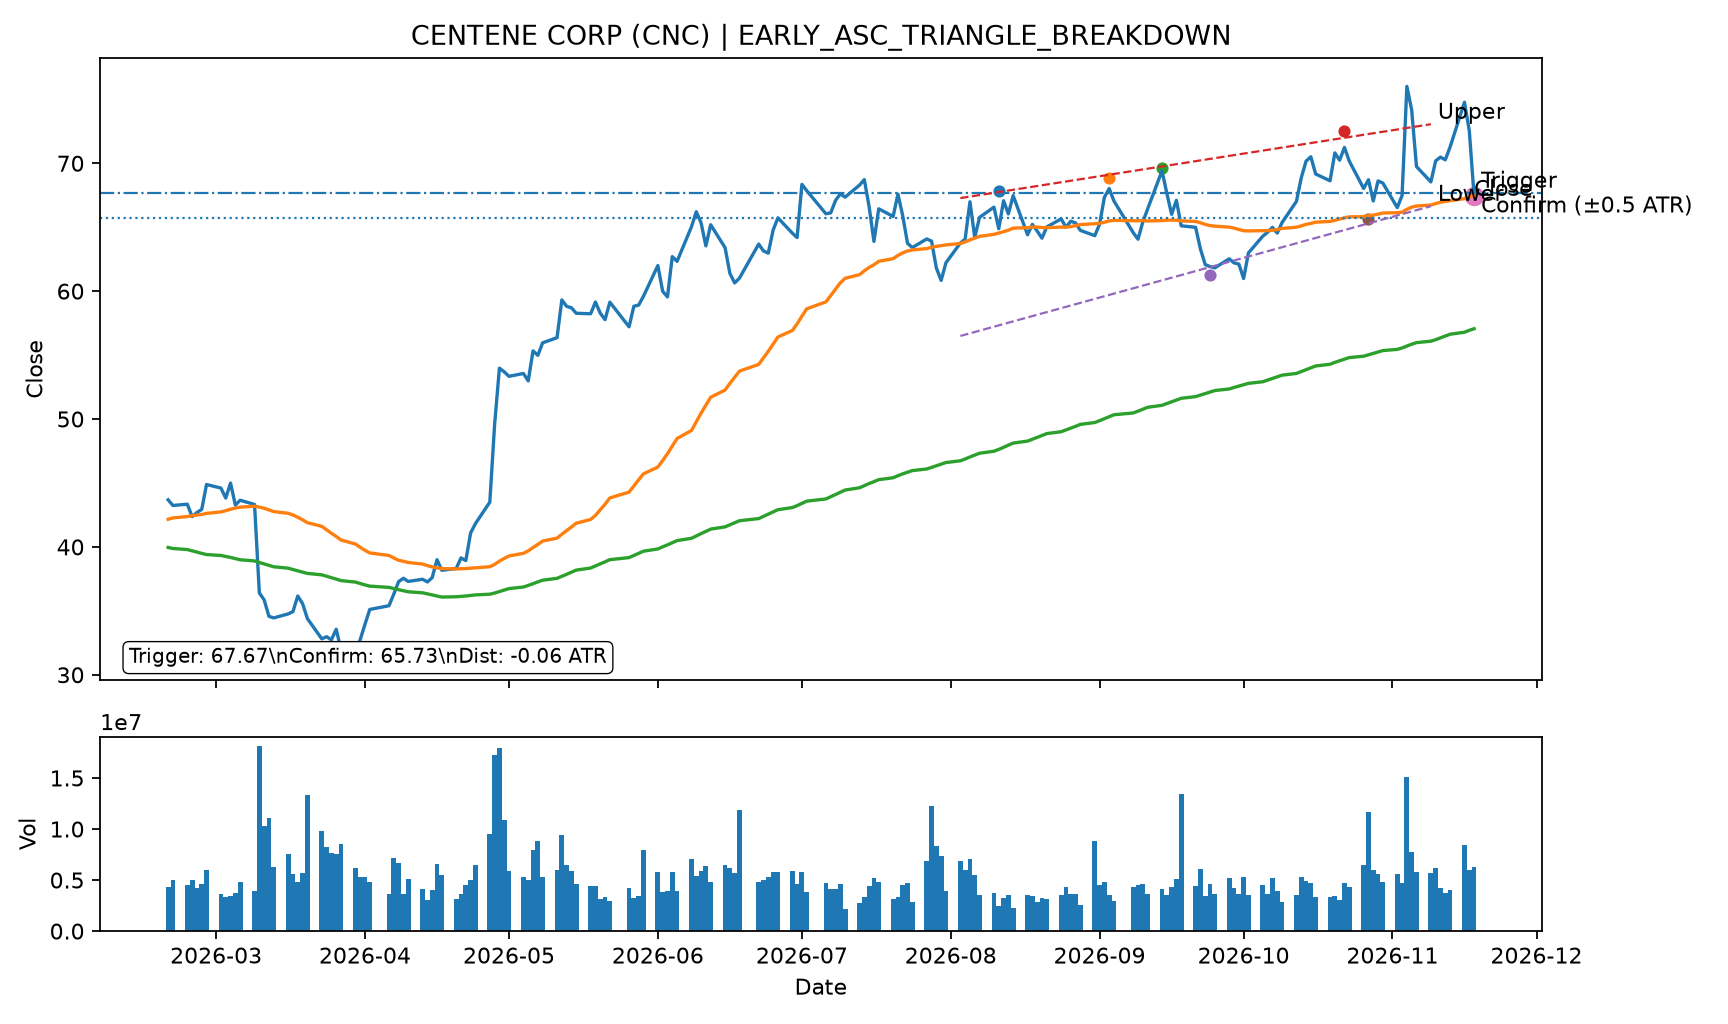 CENTENE CORP (CNC) | EARLY_ASC_TRIANGLE_BREAKDOWN
Close
70
60
50
40
30
Upper
Trigger
Close
Lower
Confirm (±0.5 ATR)
Trigger: 67.67\nConfirm: 65.73\nDist: -0.06 ATR
1e7
Vol
1.5
1.0
0.5
0.0
2026-03 2026-04 2026-05 2026-06 2026-07 2026-08 2026-09 2026-10 2026-11 2026-12
Date